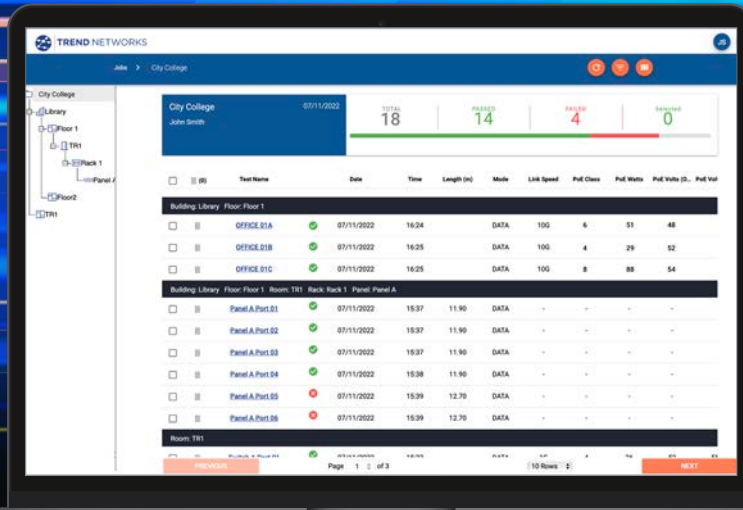 TREND NETWORKS
JS
Jobs > City College
City College
Library
Floor 1
TR1
Rack 1
Panel A
Floor2
TR1
City College 07/11/2022
John Smith
TOTAL PASSED FAILED Selected
18 14 4 0
(0) Test Name Date Time Length (m) Mode Link Speed PoE Class PoE Watts PoE Volts (O... PoE Vol
Building: Library Floor: Floor 1
OFFICE 01A 07/11/2022 16:24 DATA 10G 6 51 48
OFFICE 01B 07/11/2022 16:25 DATA 10G 4 29 52
OFFICE 01C 07/11/2022 16:25 DATA 10G 8 88 54
Building: Library Floor: Floor 1 Room: TR1 Rack: Rack 1 Panel: Panel A
Panel A Port 01 07/11/2022 15:37 11.90 DATA - - - -
Panel A Port 02 07/11/2022 15:37 11.90 DATA - - - -
Panel A Port 03 07/11/2022 15:37 11.90 DATA - - - -
Panel A Port 04 07/11/2022 15:38 11.90 DATA - - - -
Panel A Port 05 07/11/2022 15:39 12.70 DATA - - - -
Panel A Port 06 07/11/2022 15:39 12.70 DATA - - - -
Room: TR1
PREVIOUS Page 1 of 3 10 Rows NEXT